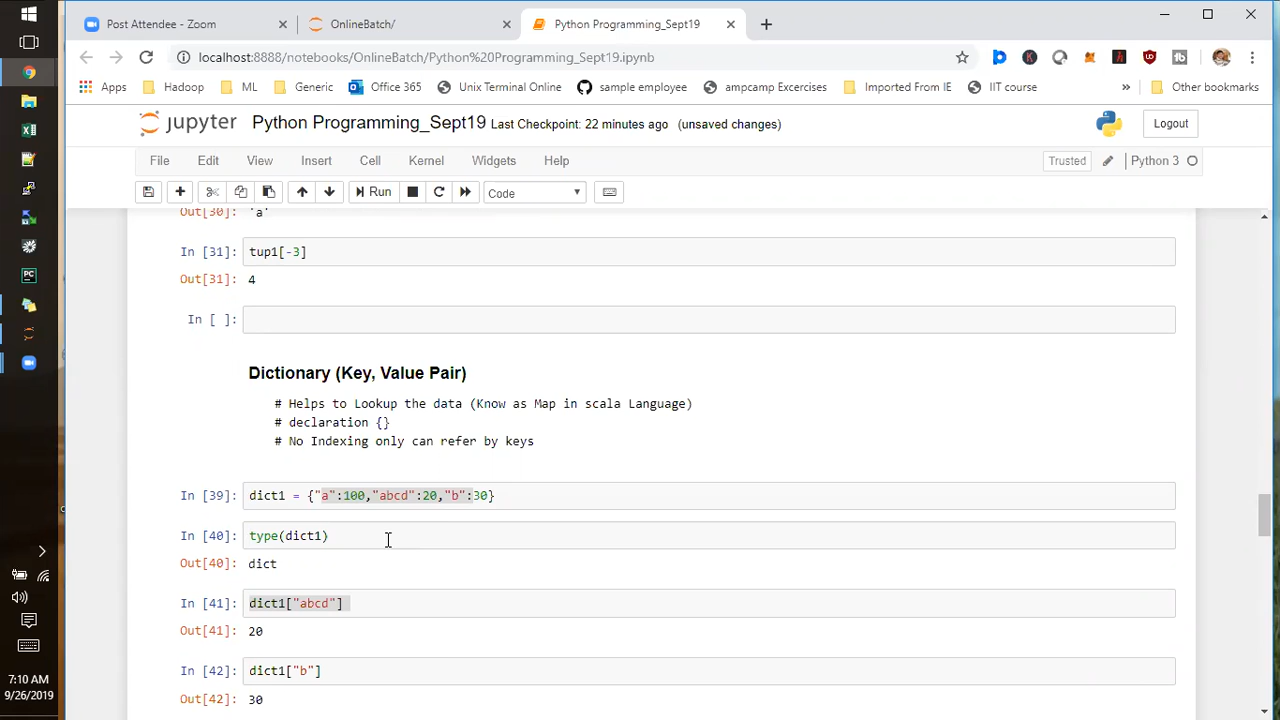 Post Attendee - Zoom
OnlineBatch/
Python Programming_Sept19
localhost:8888/notebooks/OnlineBatch/Python%20Programming_Sept19.ipynb
Apps
Hadoop
ML
Generic
Office 365
Unix Terminal Online
sample employee
ampcamp Excercises
Imported From IE
IIT course
»
Other bookmarks
jupyter
Python Programming_Sept19 Last Checkpoint: 22 minutes ago (unsaved changes)
Logout
File Edit View Insert Cell Kernel Widgets Help
Trusted
Python 3
Run
Code
Out[30]: 'a'
In [31]: tup1[-3]
Out[31]: 4
In [ ]:
Dictionary (Key, Value Pair)
# Helps to Lookup the data (Know as Map in scala Language)
# declaration {}
# No Indexing only can refer by keys
In [39]: dict1 = {"a":100,"abcd":20,"b":30}
In [40]: type(dict1)
Out[40]: dict
In [41]: dict1["abcd"]
Out[41]: 20
In [42]: dict1["b"]
Out[42]: 30
7:10 AM
9/26/2019